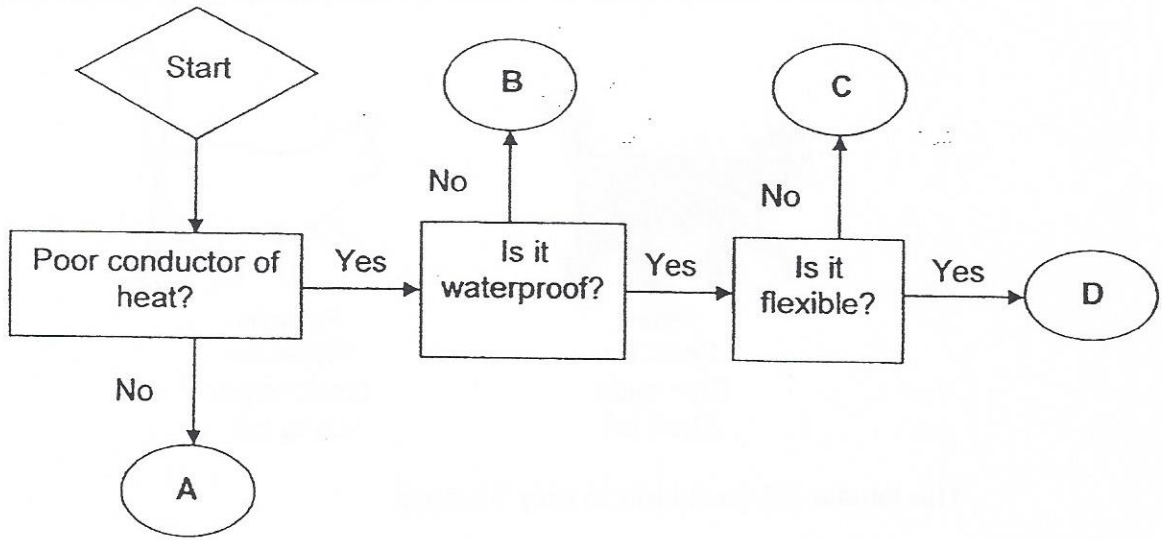 Start
B
C
No
No
Poor conductor of
heat?
Yes
Is it
waterproof?
Yes
Is it
flexible?
Yes
D
No
A